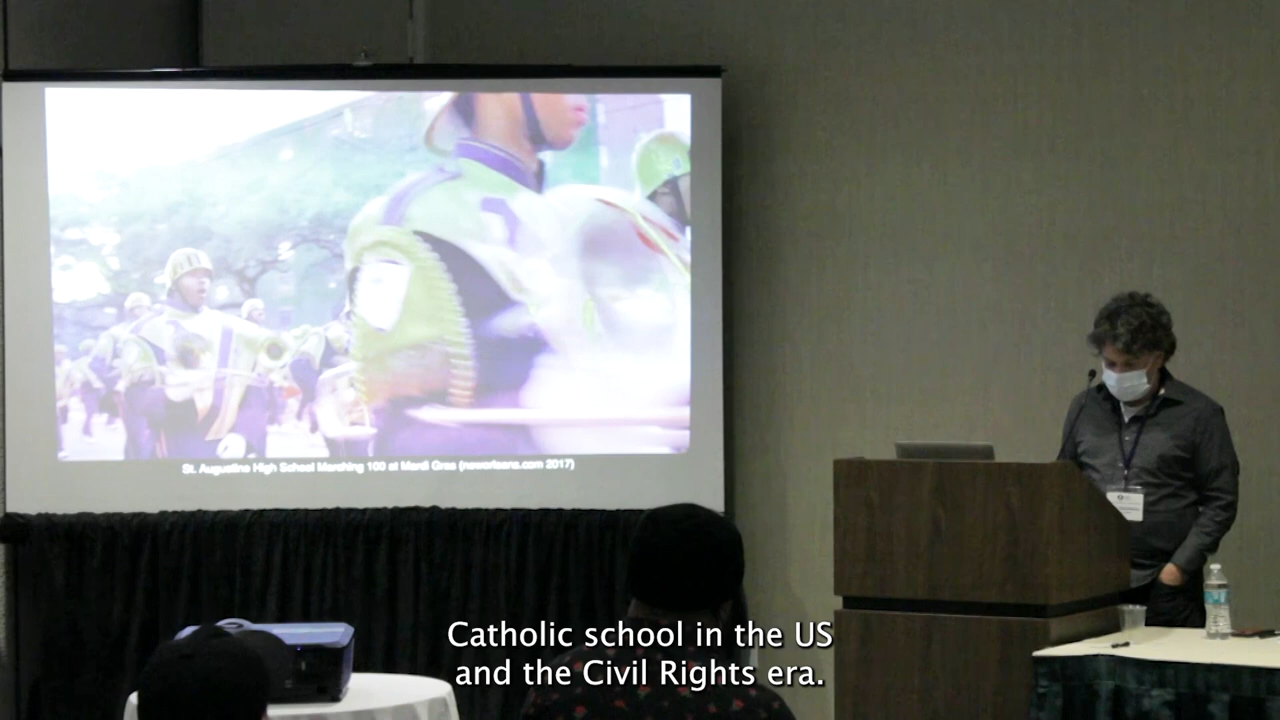 St. Augustine High School Marching 100 at Mardi Gras (neworleans.com 2017)
Catholic school in the US
and the Civil Rights era.